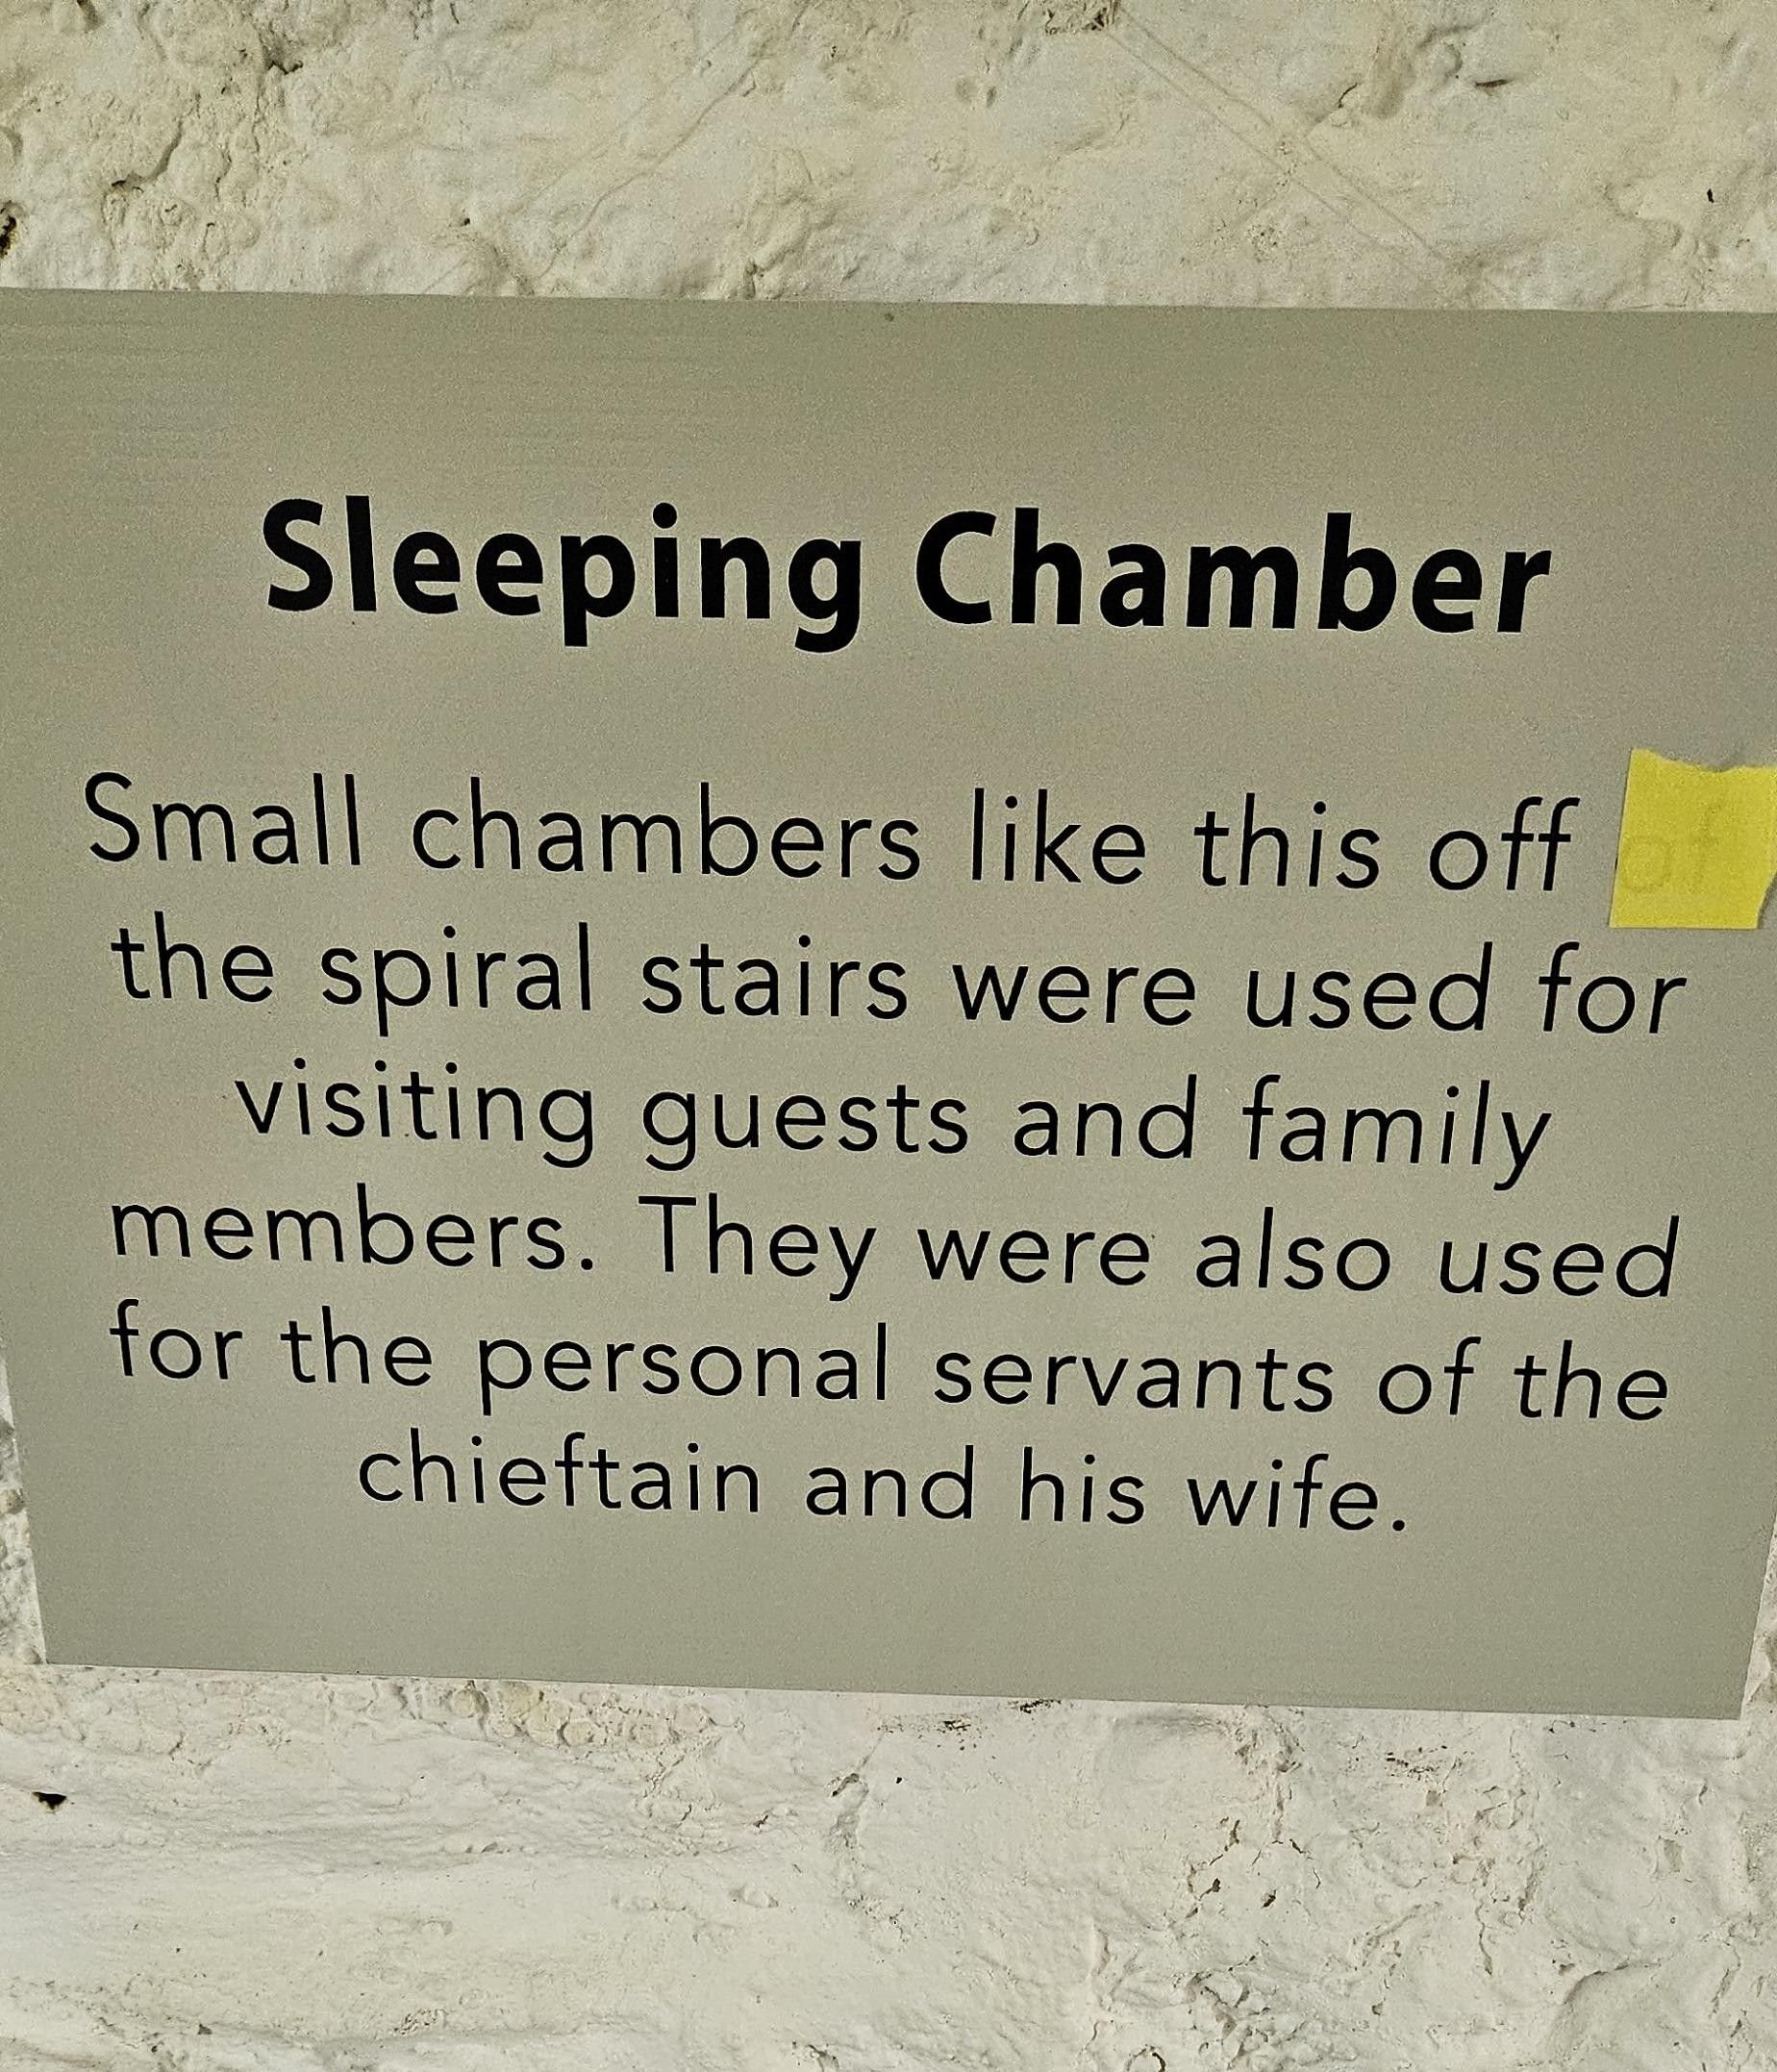 Sleeping Chamber
Small chambers like this off of
the spiral stairs were used for
visiting guests and family
members. They were also used
for the personal servants of the
chieftain and his wife.